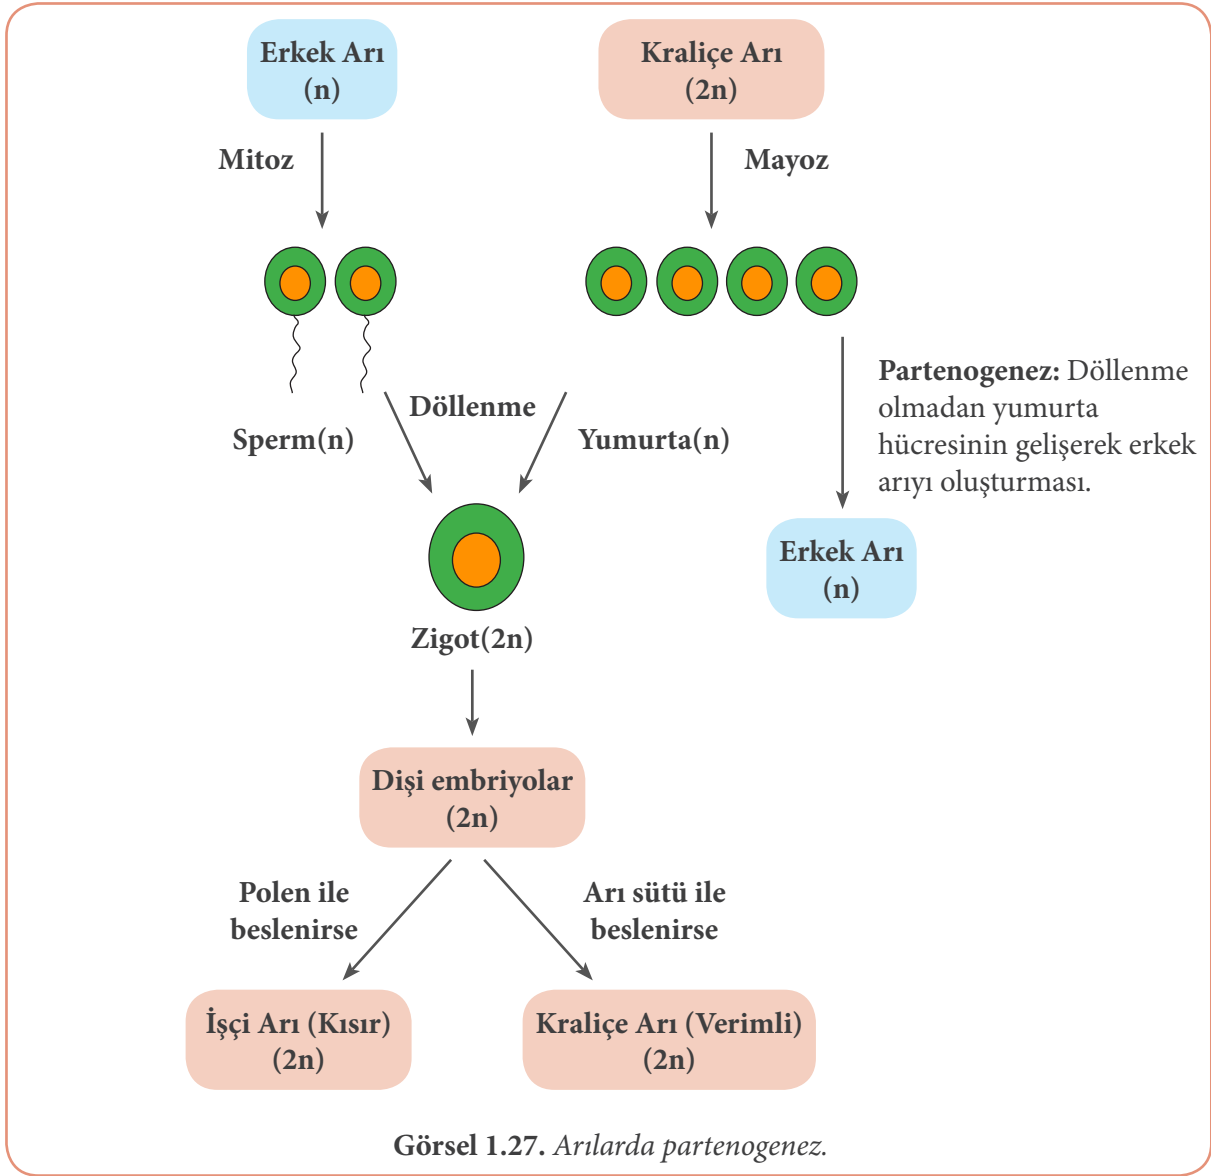 Erkek Arı
(n)
Kraliçe Arı
(2n)
Mitoz
Mayoz
Partenogenez: Döllenme
olmadan yumurta
hücresinin gelişerek erkek
arıyı oluşturması.
Döllenme
Sperm(n)
Yumurta(n)
Erkek Arı
(n)
Zigot(2n)
Dişi embriyolar
(2n)
Polen ile
beslenirse
Arı sütü ile
beslenirse
İşçi Arı (Kısır)
(2n)
Kraliçe Arı (Verimli)
(2n)
Görsel 1.27. Arılarda partenogenez.